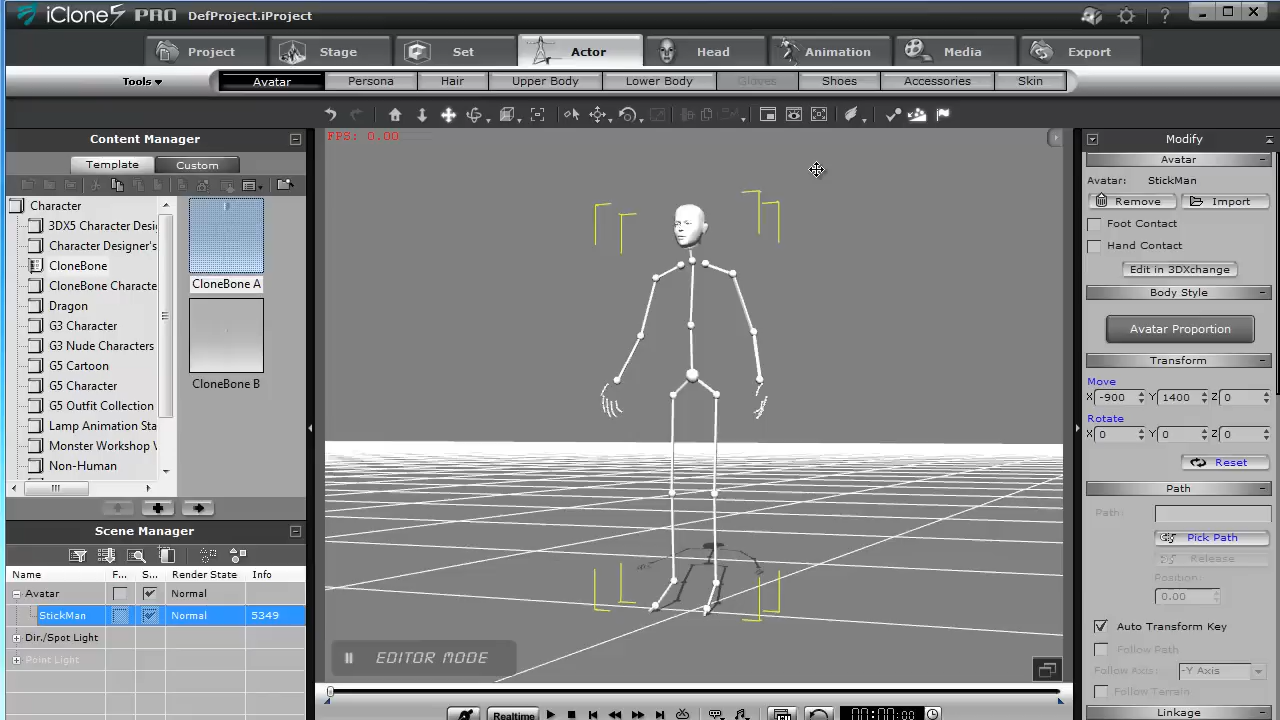 iClone5 PRO DefProject.iProject
Project Stage Set Actor Head Animation Media Export
Tools Avatar Persona Hair Upper Body Lower Body Gloves Shoes Accessories Skin
FPS: 0.00
Content Manager
Template Custom
Character
3DX5 Character Desi
Character Designer's
CloneBone
CloneBone Characte
Dragon
G3 Character
G3 Nude Characters
G5 Cartoon
G5 Character
G5 Outfit Collection
Lamp Animation Sta
Monster Workshop V
Non-Human
CloneBone A
CloneBone B
Scene Manager
Name F... S... Render State Info
Avatar Normal
StickMan Normal 5349
Dir./Spot Light
Point Light
EDITOR MODE
Realtime 00:00:00
Modify
Avatar
Avatar: StickMan
Remove Import
Foot Contact
Hand Contact
Edit in 3DXchange
Body Style
Avatar Proportion
Transform
Move
X -900 Y 1400 Z 0
Rotate
X 0 Y 0 Z 0
Reset
Path
Path:
Pick Path
Release
Position:
0.00
Auto Transform Key
Follow Path
Follow Axis: -Y Axis
Follow Terrain
Linkage